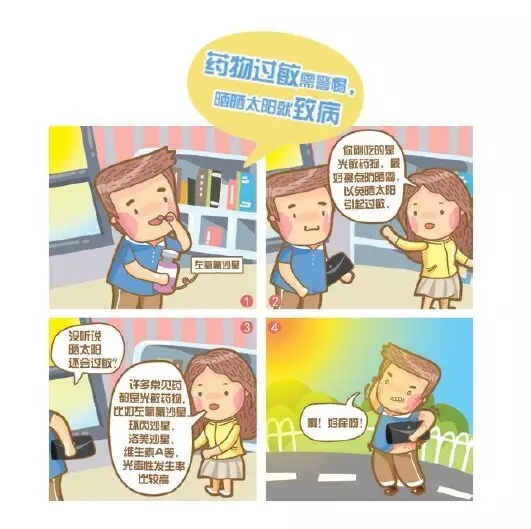 药物过敏需警惕，
晒晒太阳就致病
左氧氟沙星
1
你刚吃的是
光敏药物，最
好擦点防晒霜，
以免晒太阳
引起过敏。
2
3
没听说
晒太阳
还会过敏？
许多常见药
都是光敏药物，
比如左氧氟沙星、
环丙沙星、
洛美沙星、
维生素A等，
光毒性发生率
比较高
4
啊！好痒呀！